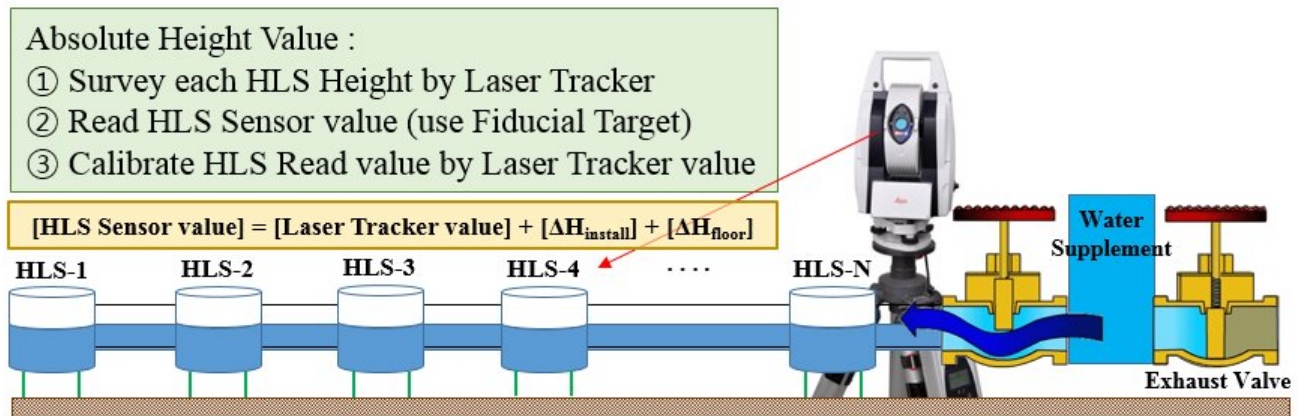 Absolute Height Value :
① Survey each HLS Height by Laser Tracker
② Read HLS Sensor value (use Fiducial Target)
③ Calibrate HLS Read value by Laser Tracker value
[HLS Sensor value] = [Laser Tracker value] + [ΔHinstall] + [ΔHfloor]
HLS-1 HLS-2 HLS-3 HLS-4 ···· HLS-N
Water
Supplement
Exhaust Valve